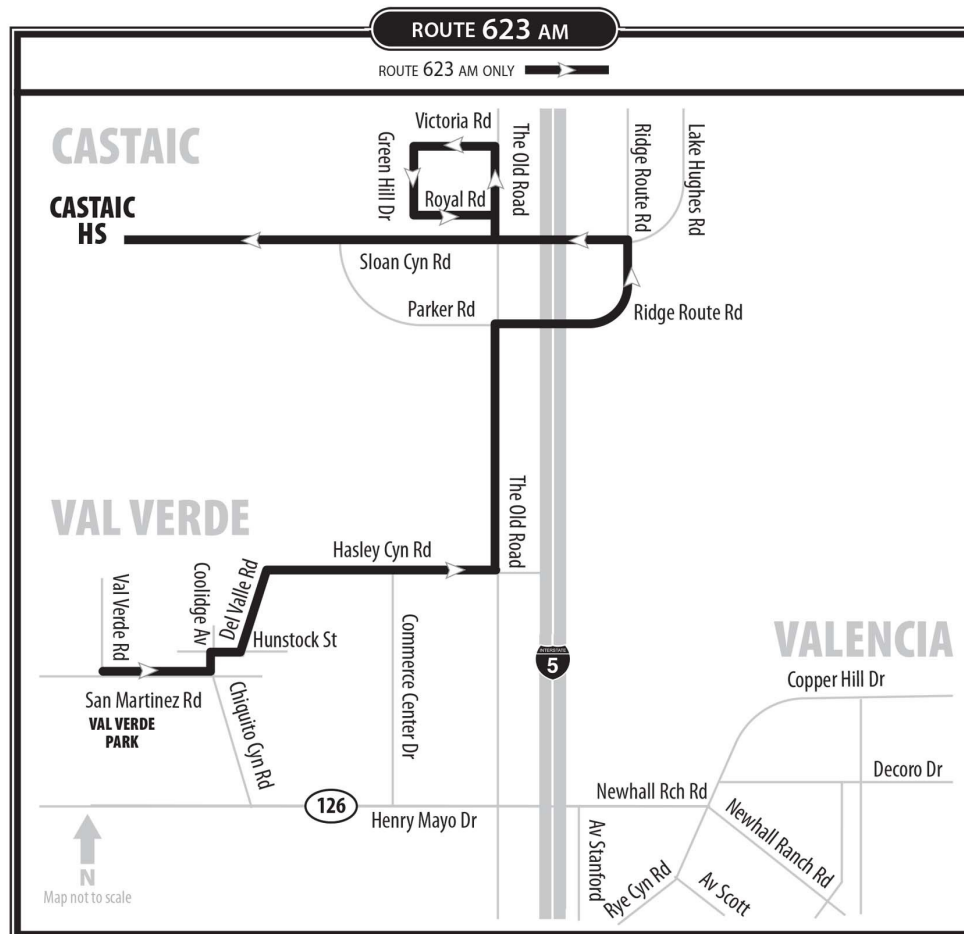 ROUTE 623 AM
ROUTE 623 AM ONLY
CASTAIC
Victoria Rd
Green Hill Dr
Royal Rd
The Old Road
Ridge Route Rd
Lake Hughes Rd
CASTAIC
HS
Sloan Cyn Rd
Parker Rd
Ridge Route Rd
VAL VERDE
Hasley Cyn Rd
The Old Road
Val Verde Rd
Coolidge Av
Del Valle Rd
Hunstock St
Commerce Center Dr
INTERSTATE
5
VALENCIA
Copper Hill Dr
San Martinez Rd
VAL VERDE
PARK
Chiquito Cyn Rd
Decoro Dr
Newhall Rch Rd
126
Henry Mayo Dr
Av Stanford
Newhall Ranch Rd
Rye Cyn Rd
Av Scott
N
Map not to scale